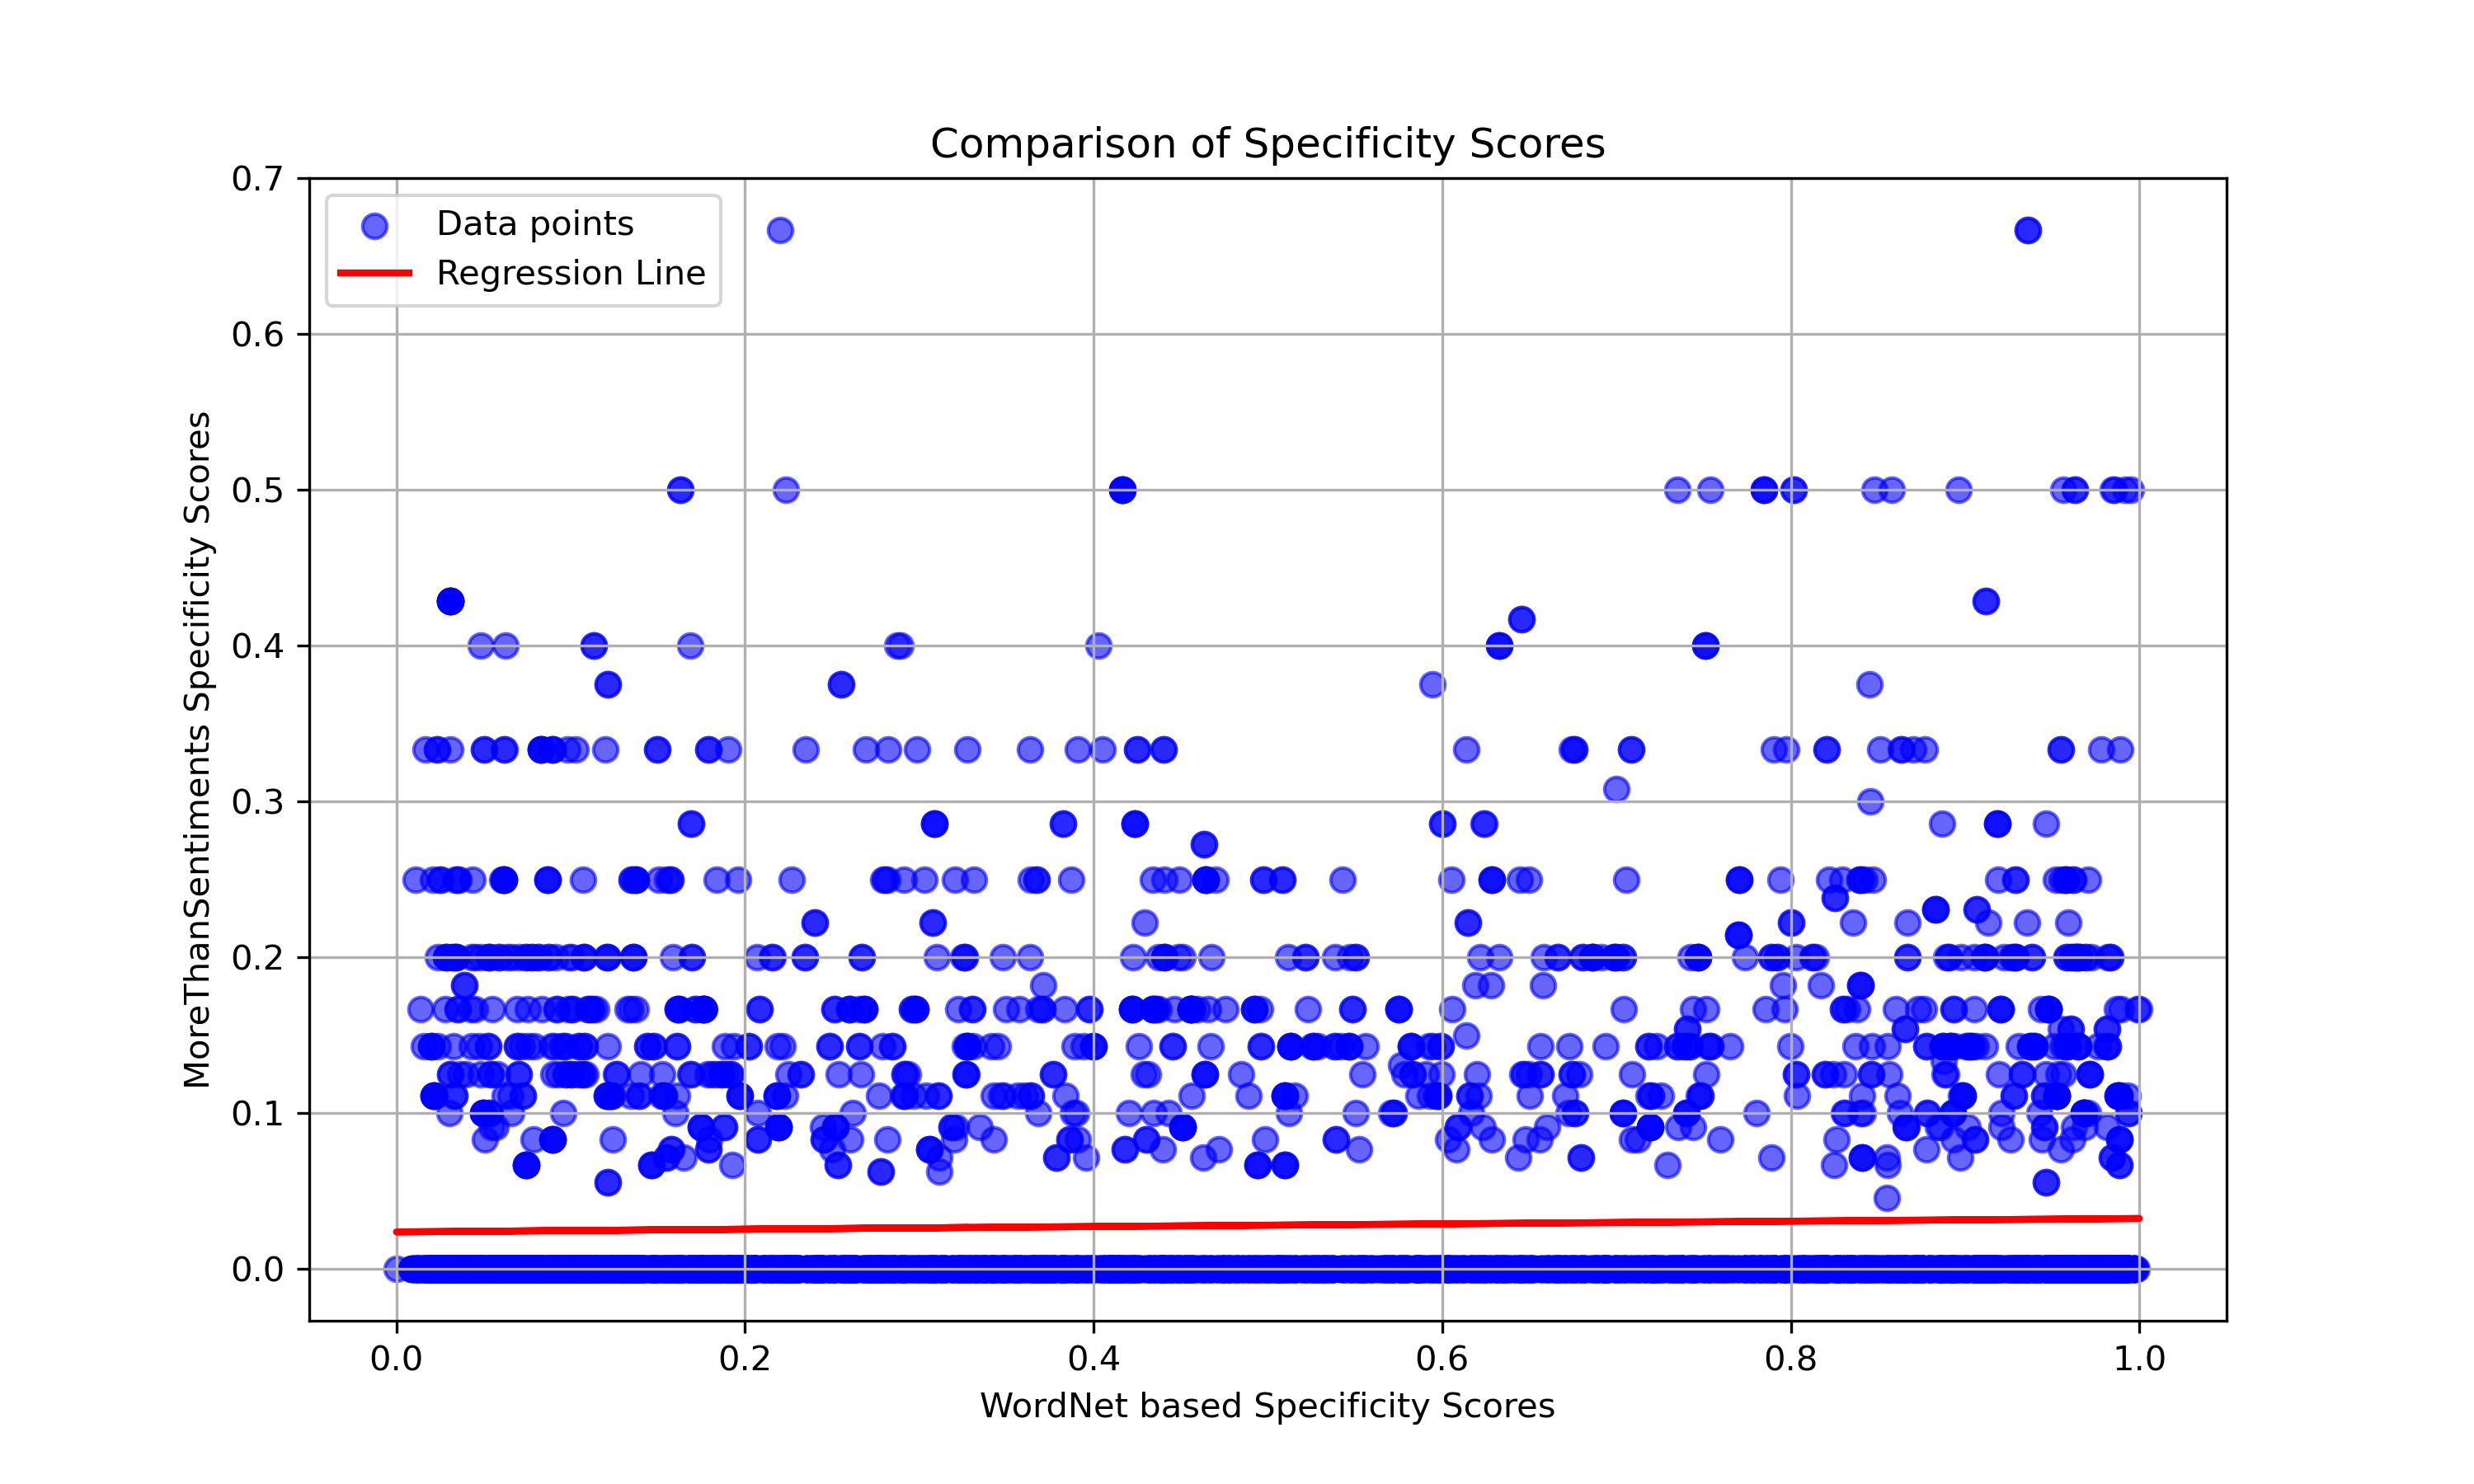 Comparison of Specificity Scores
Data points
Regression Line
MoreThanSentiments Specificity Scores
0.7
0.6
0.5
0.4
0.3
0.2
0.1
0.0
0.0 0.2 0.4 0.6 0.8 1.0
WordNet based Specificity Scores